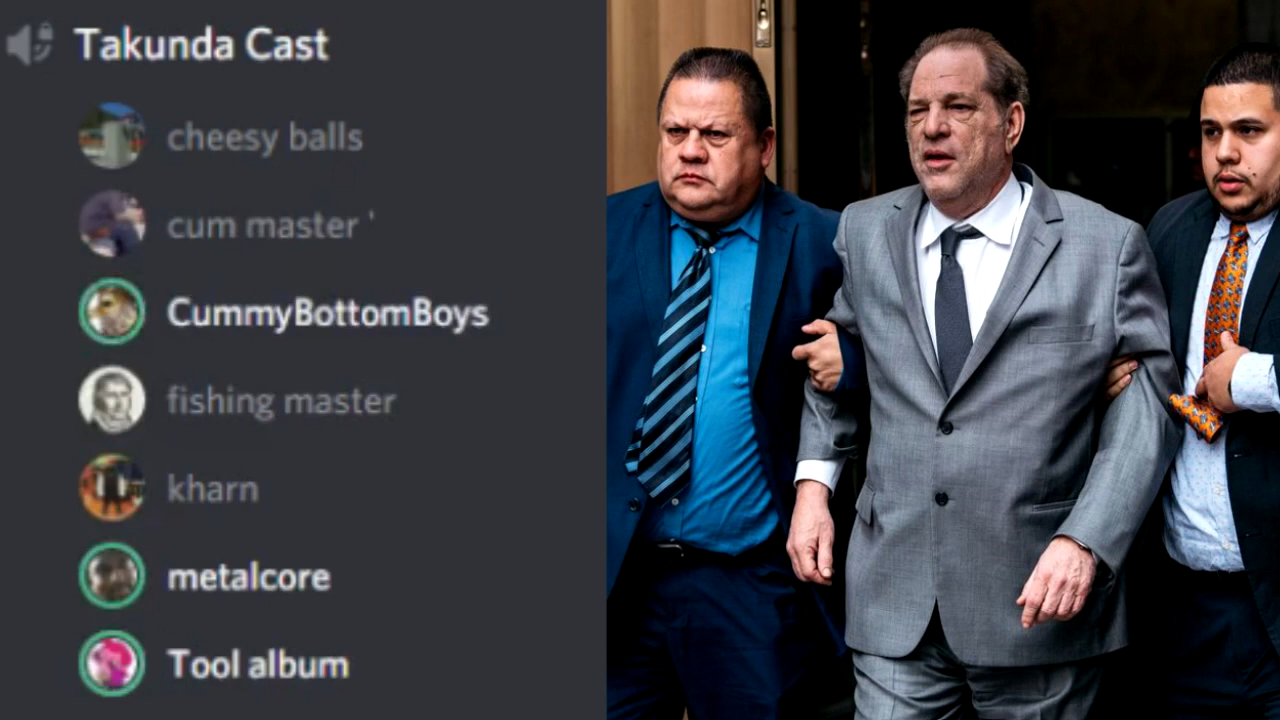 Takunda Cast
cheesy balls
cum master '
CummyBottomBoys
fishing master
kharn
metalcore
Tool album